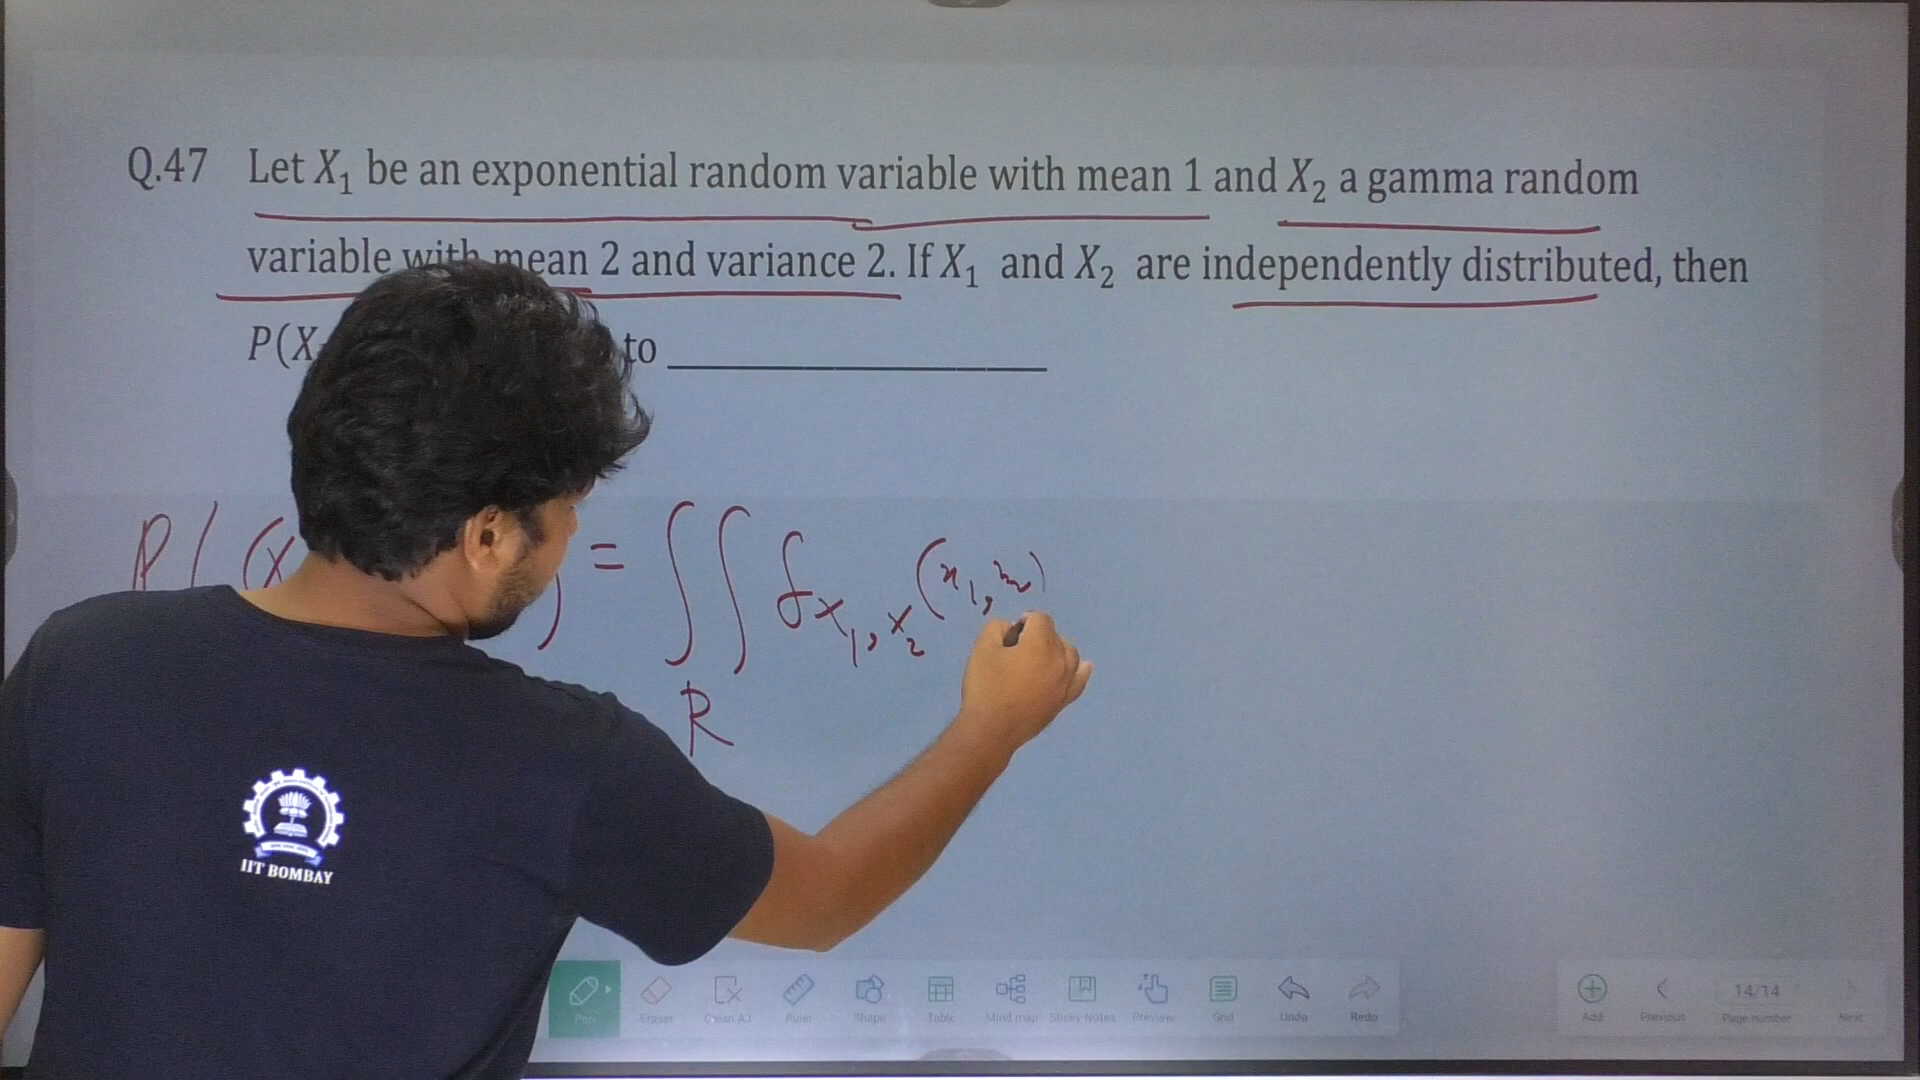 Q.47 Let X₁ be an exponential random variable with mean 1 and X₂ a gamma random
variable with mean 2 and variance 2. If X₁ and X₂ are independently distributed, then
P(X to ____________
P( (X ) = ∫∫ f X₁, X₂ (x₁, x₂)
R
IIT BOMBAY
Pen Eraser Clean All Ruler Shape Table Mind map Sticky Notes Preview Grid Undo Redo Add Previous 14/14 Page number Next